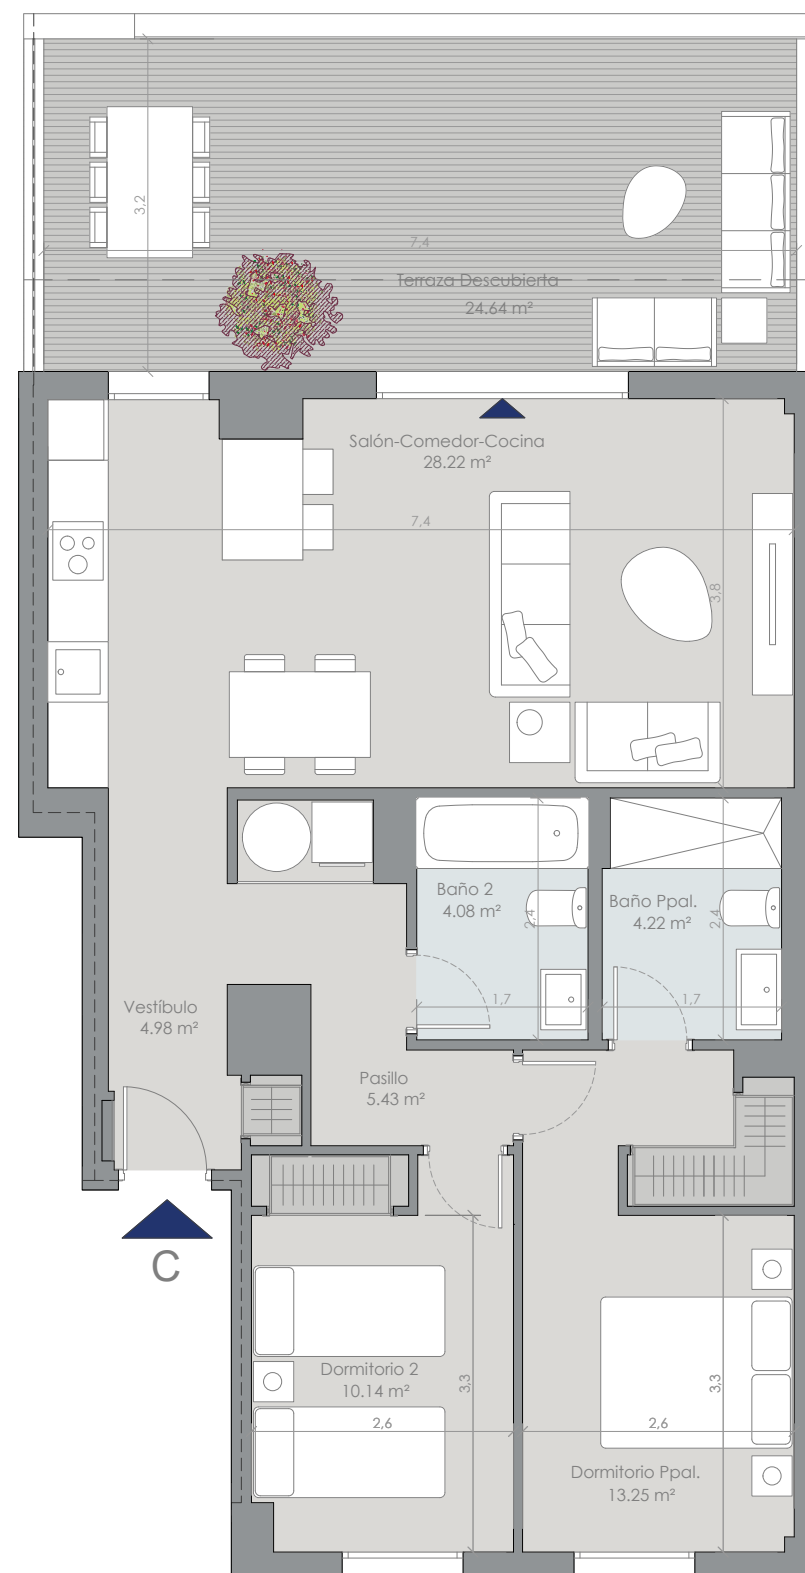 3,2
7,4
Terraza Descubierta
24.64 m²
Salón-Comedor-Cocina
28.22 m²
7,4
3,8
Baño 2
4.08 m²
2,4
1,7
Baño Ppal.
4.22 m²
2,4
1,7
Vestíbulo
4.98 m²
Pasillo
5.43 m²
C
Dormitorio 2
10.14 m²
3,3
2,6
3,3
2,6
Dormitorio Ppal.
13.25 m²